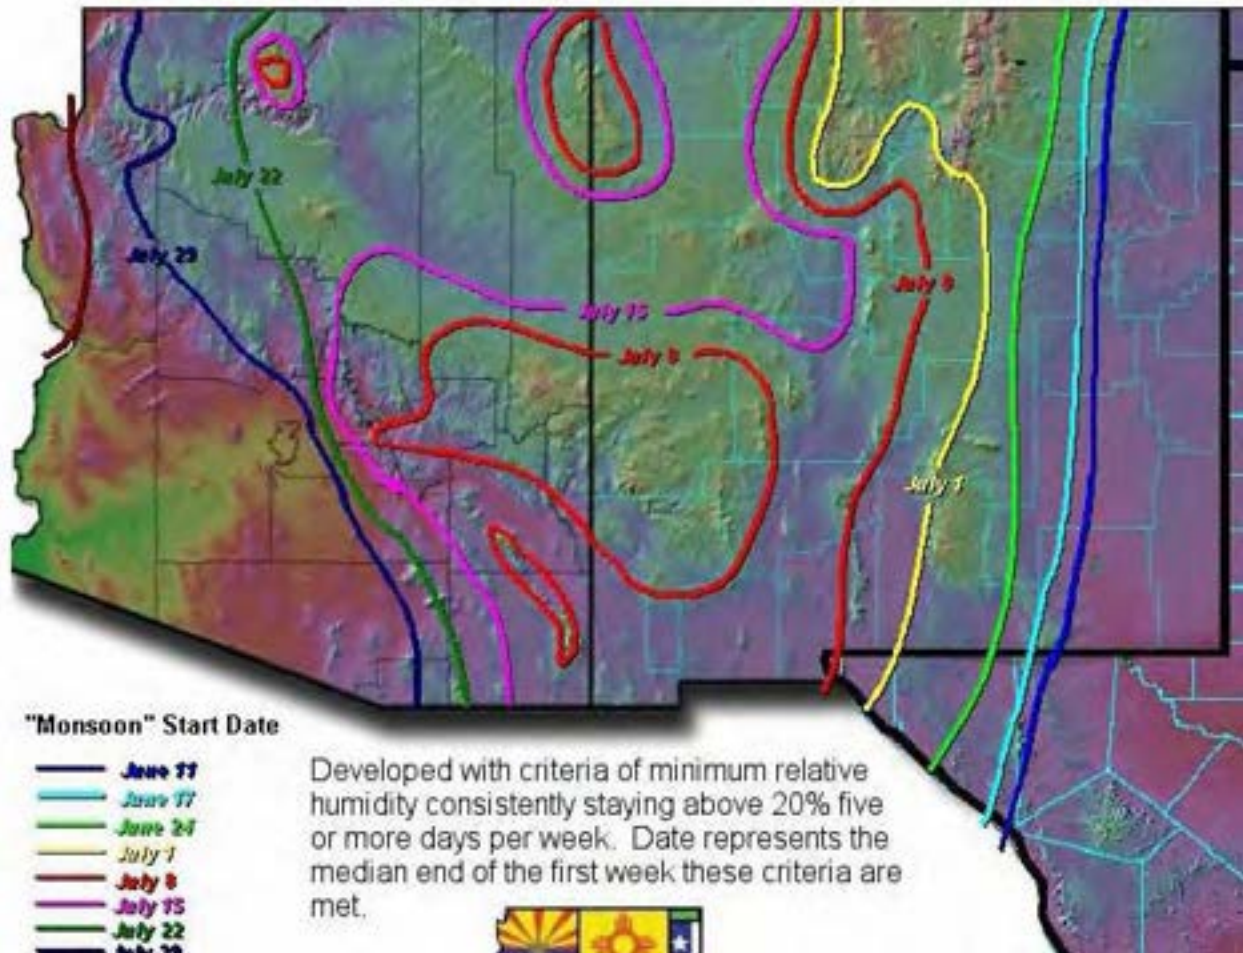 July 22
July 29
July 8
July 15
July 8
July 1
"Monsoon" Start Date
June 11
June 17
June 24
July 1
July 8
July 15
July 22
July 29
Developed with criteria of minimum relative
humidity consistently staying above 20% five
or more days per week. Date represents the
median end of the first week these criteria are
met.